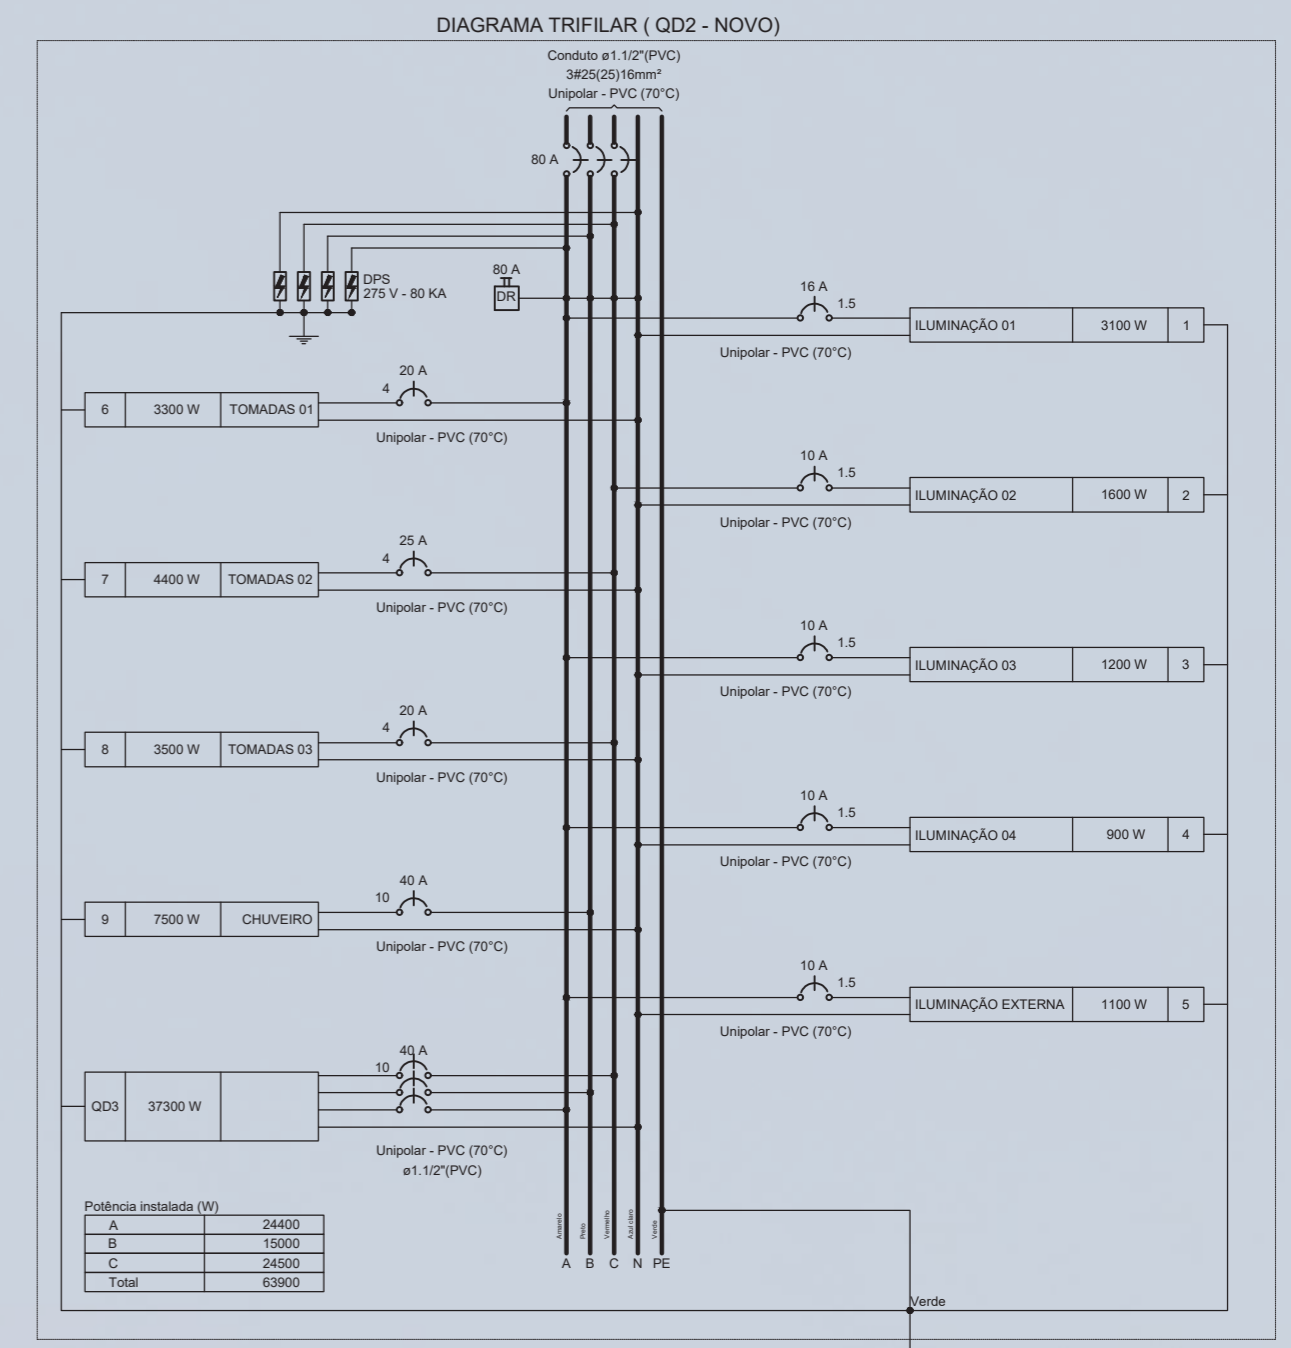 DIAGRAMA TRIFILAR ( QD2 - NOVO)
Conduto ø1.1/2"(PVC)
3#25(25)16mm²
Unipolar - PVC (70°C)
80 A
DPS
275 V - 80 KA
80 A
DR
16 A
1.5
ILUMINAÇÃO 01 3100 W 1
Unipolar - PVC (70°C)
20 A
4
6 3300 W TOMADAS 01
Unipolar - PVC (70°C)
10 A
1.5
ILUMINAÇÃO 02 1600 W 2
Unipolar - PVC (70°C)
25 A
4
7 4400 W TOMADAS 02
Unipolar - PVC (70°C)
10 A
1.5
ILUMINAÇÃO 03 1200 W 3
Unipolar - PVC (70°C)
20 A
4
8 3500 W TOMADAS 03
Unipolar - PVC (70°C)
10 A
1.5
ILUMINAÇÃO 04 900 W 4
Unipolar - PVC (70°C)
40 A
10
9 7500 W CHUVEIRO
Unipolar - PVC (70°C)
10 A
1.5
ILUMINAÇÃO EXTERNA 1100 W 5
Unipolar - PVC (70°C)
40 A
10
QD3 37300 W
Unipolar - PVC (70°C)
ø1.1/2"(PVC)
Potência instalada (W)
A 24400
B 15000
C 24500
Total 63900
Amarelo
Preto
Vermelho
Azul claro
Verde
A B C N PE
Verde